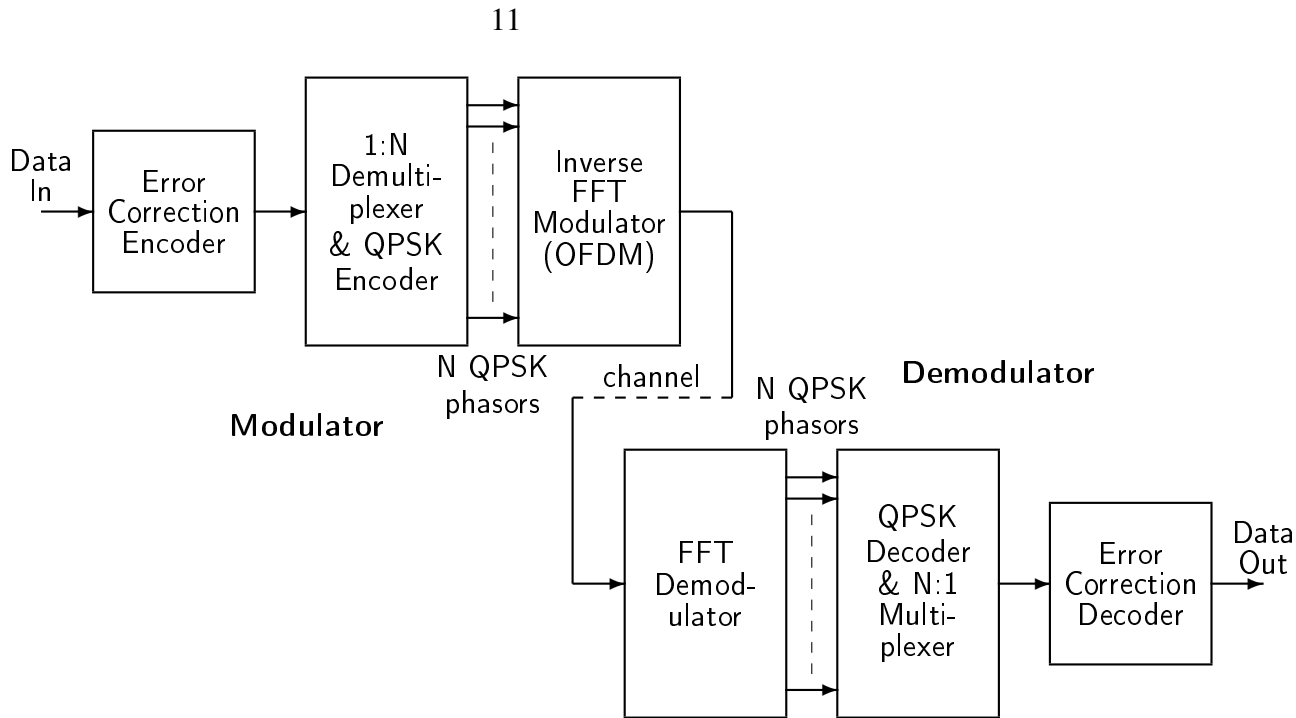 11
Data
In
Error
Correction
Encoder
1:N
Demulti-
plexer
& QPSK
Encoder
Inverse
FFT
Modulator
(OFDM)
N QPSK
phasors
channel
Modulator
Demodulator
N QPSK
phasors
FFT
Demod-
ulator
QPSK
Decoder
& N:1
Multi-
plexer
Error
Correction
Decoder
Data
Out